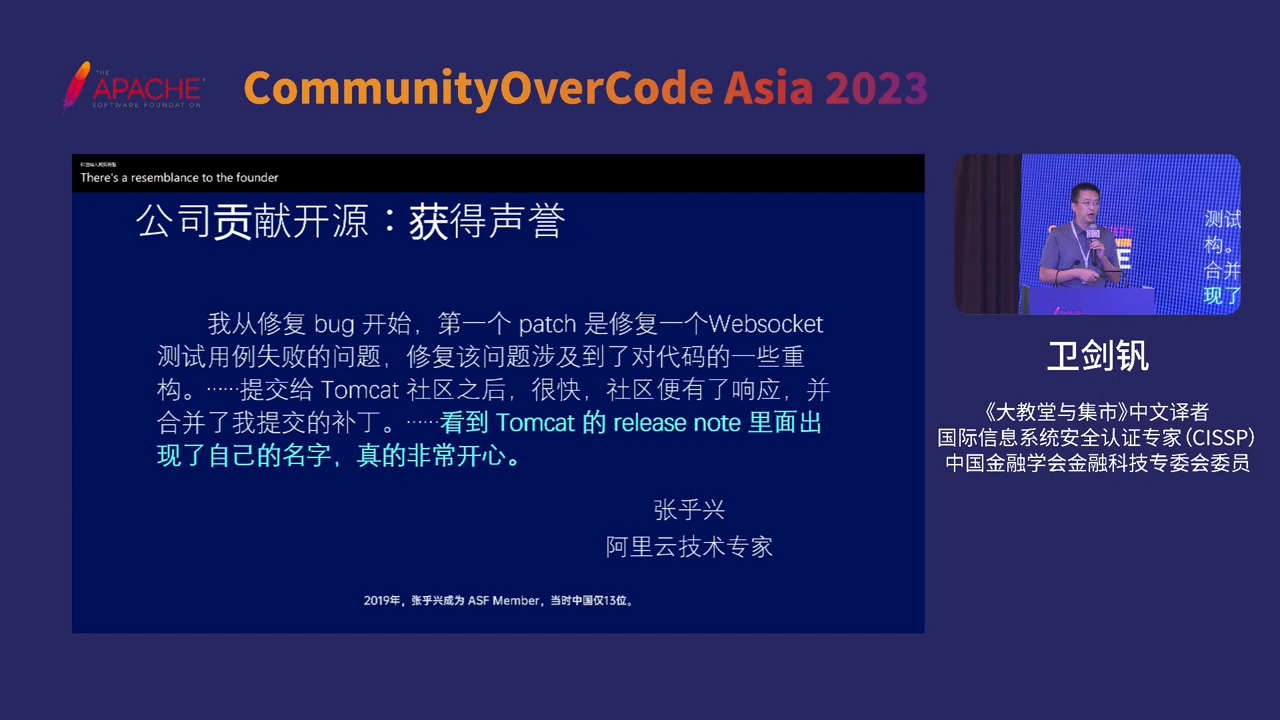 THE
APACHE
SOFTWARE FOUNDATION
CommunityOverCode Asia 2023
There's a resemblance to the founder
公司贡献开源：获得声誉
我从修复 bug 开始，第一个 patch 是修复一个Websocket
测试用例失败的问题，修复该问题涉及到了对代码的一些重
构。……提交给 Tomcat 社区之后，很快，社区便有了响应，并
合并了我提交的补丁。……看到 Tomcat 的 release note 里面出
现了自己的名字，真的非常开心。
张乎兴
阿里云技术专家
2019年，张乎兴成为 ASF Member，当时中国仅13位。
测试
构。
合并
现了
卫剑钒
《大教堂与集市》中文译者
国际信息系统安全认证专家（CISSP）
中国金融学会金融科技专委会委员